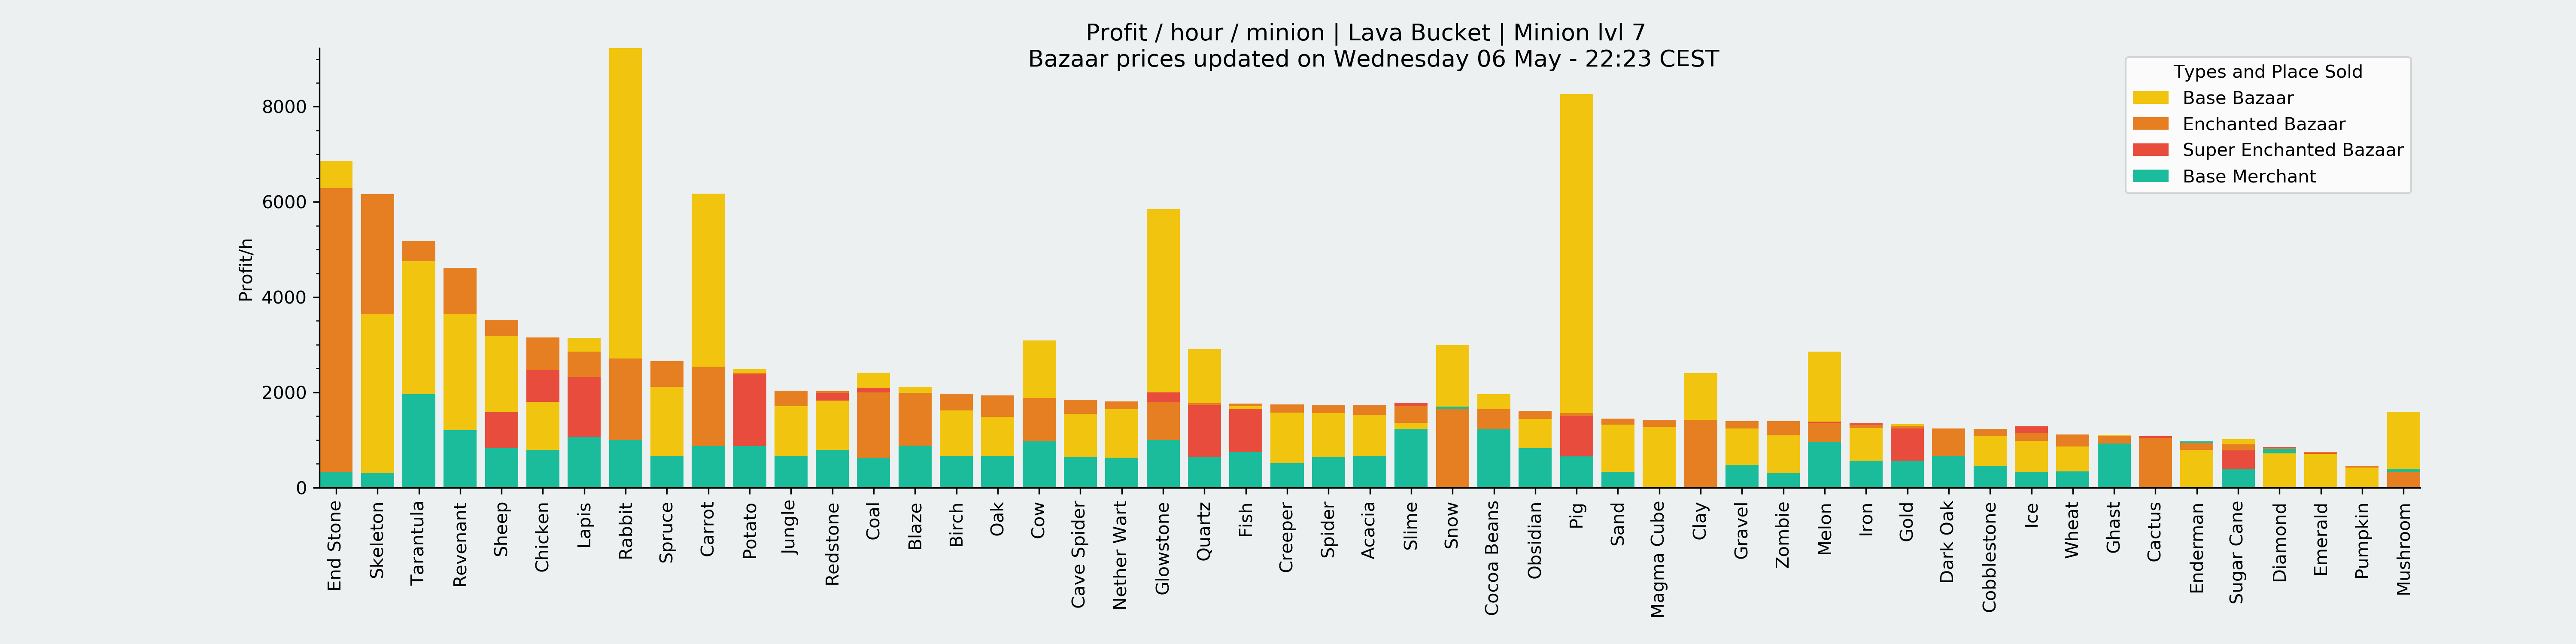 Profit / hour / minion | Lava Bucket | Minion lvl 7
Bazaar prices updated on Wednesday 06 May - 22:23 CEST
Types and Place Sold
Base Bazaar
Enchanted Bazaar
Super Enchanted Bazaar
Base Merchant
Profit/h
8000
6000
4000
2000
0
End Stone
Skeleton
Tarantula
Revenant
Sheep
Chicken
Lapis
Rabbit
Spruce
Carrot
Potato
Jungle
Redstone
Coal
Blaze
Birch
Oak
Cow
Cave Spider
Nether Wart
Glowstone
Quartz
Fish
Creeper
Spider
Acacia
Slime
Snow
Cocoa Beans
Obsidian
Pig
Sand
Magma Cube
Clay
Gravel
Zombie
Melon
Iron
Gold
Dark Oak
Cobblestone
Ice
Wheat
Ghast
Cactus
Enderman
Sugar Cane
Diamond
Emerald
Pumpkin
Mushroom